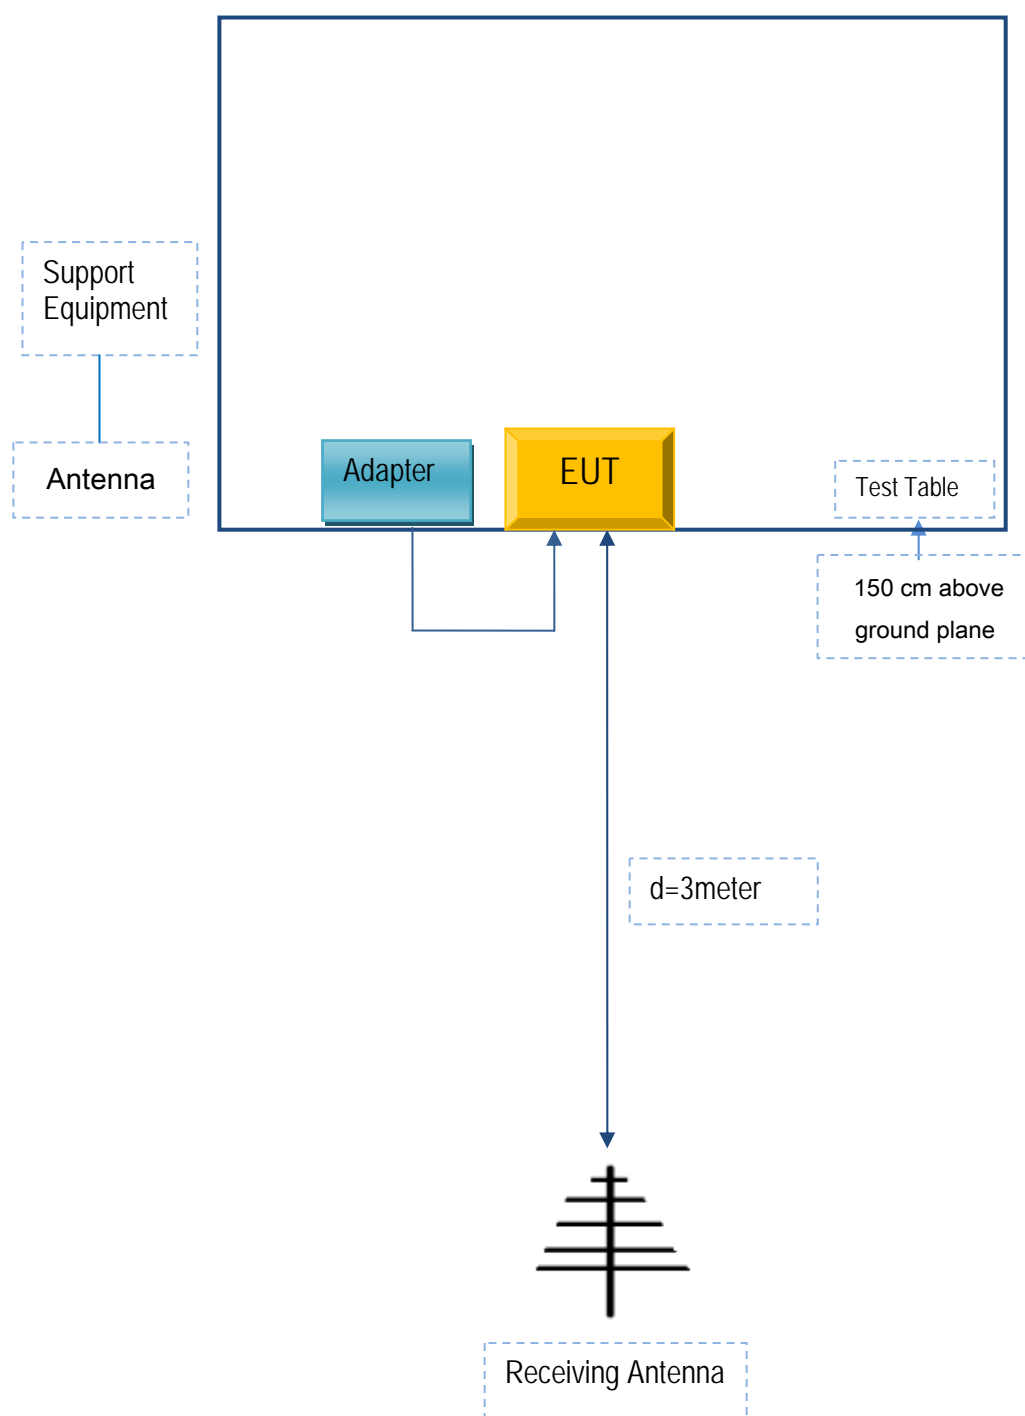 Support
Equipment
Antenna
Adapter
EUT
Test Table
150 cm above
ground plane
d=3meter
Receiving Antenna